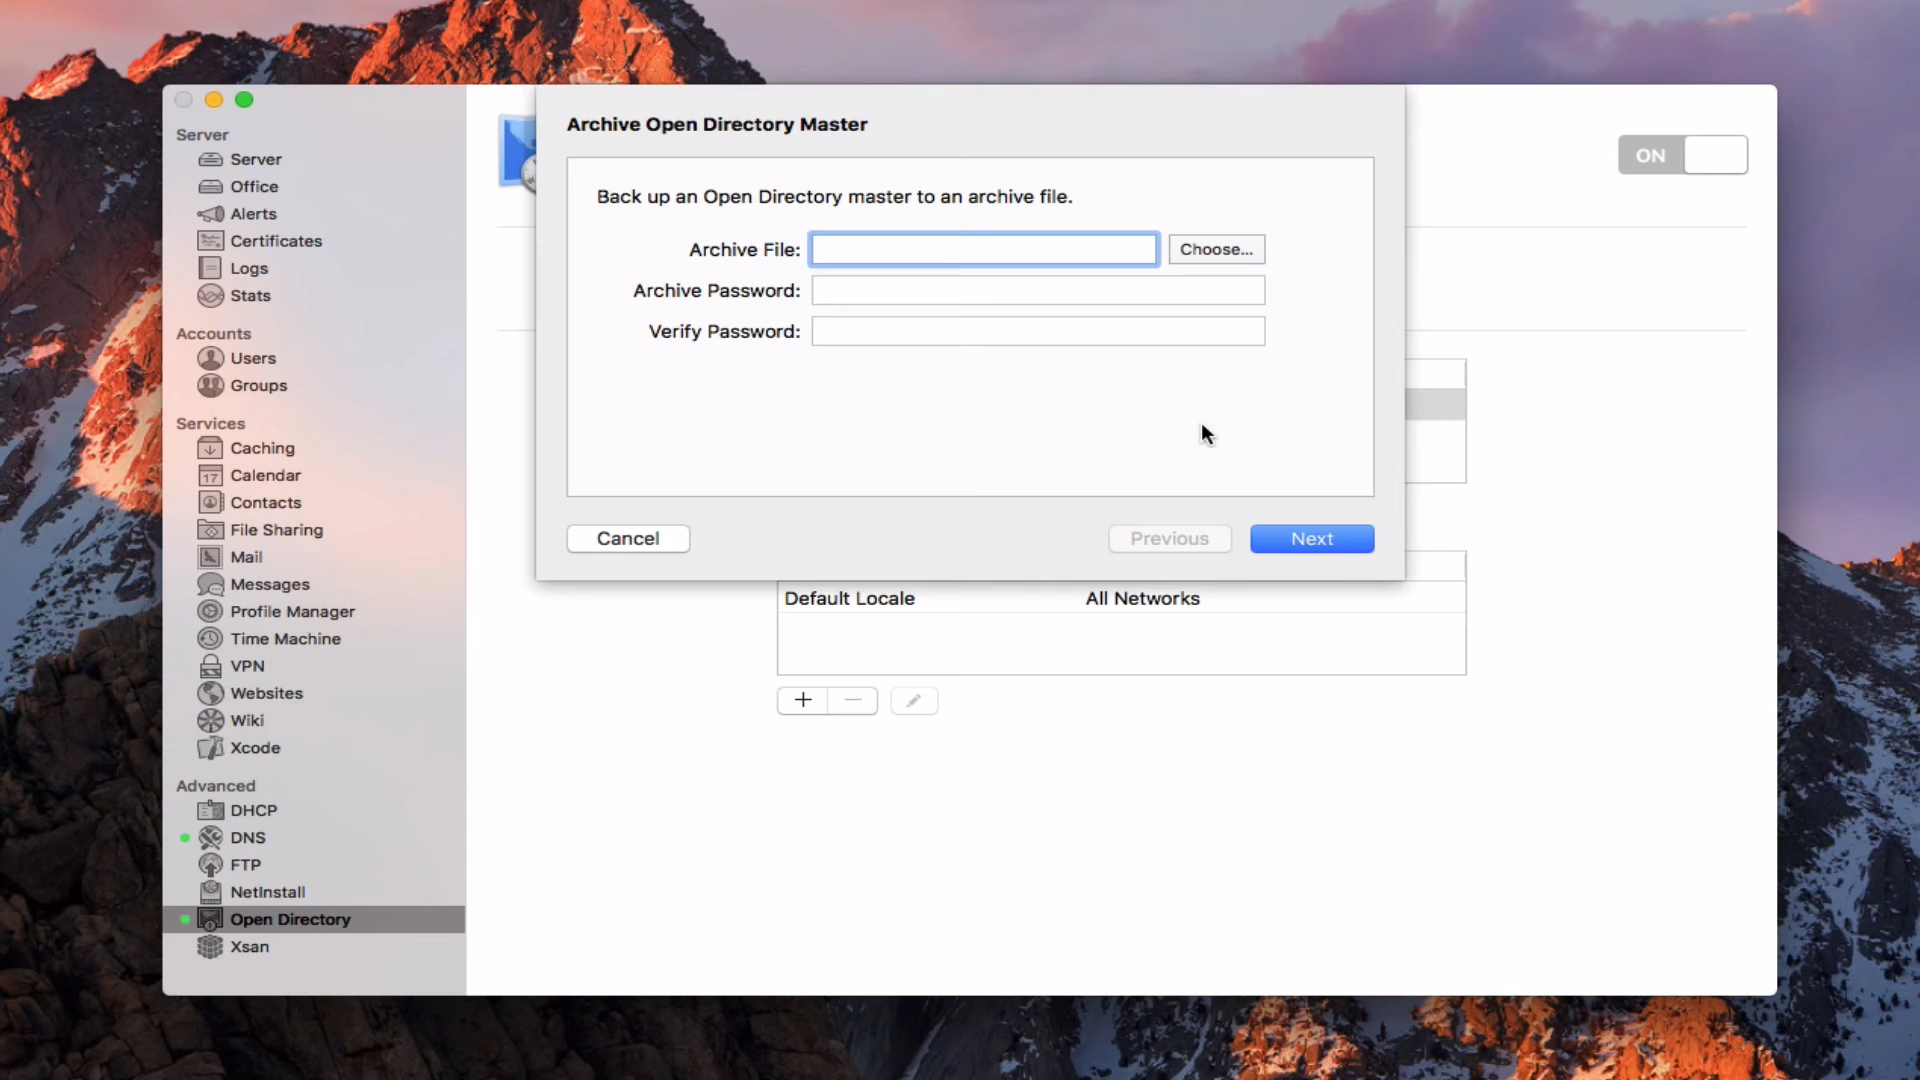 Server
Server
Office
Alerts
Certificates
Logs
Stats
Accounts
Users
Groups
Services
Caching
17 Calendar
Contacts
File Sharing
Mail
Messages
Profile Manager
Time Machine
VPN
Websites
Wiki
Xcode
Advanced
DHCP
DNS
FTP
NetInstall
Open Directory
Xsan
Archive Open Directory Master
Back up an Open Directory master to an archive file.
Archive File: Choose...
Archive Password:
Verify Password:
Cancel Previous Next
ON
Default Locale All Networks